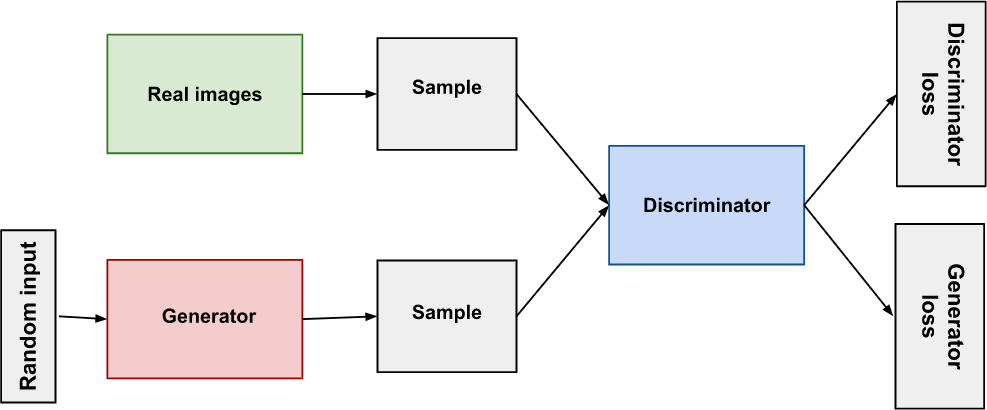 Real images
Sample
Discriminator
loss
Discriminator
Random input
Generator
Sample
Generator
loss